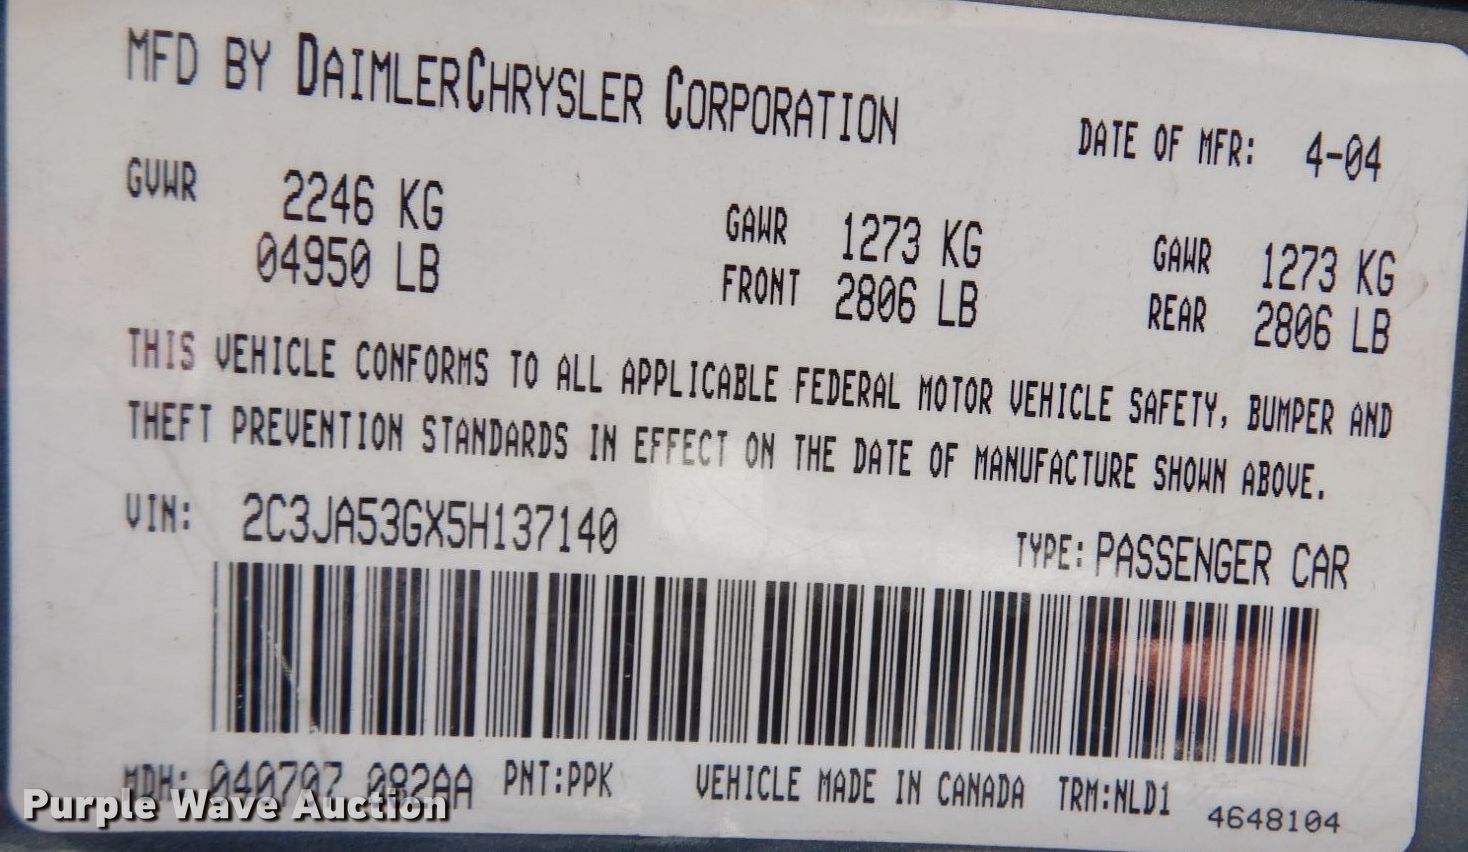 MFD BY DAIMLERCHRYSLER CORPORATION
DATE OF MFR: 4-04
GVWR 2246 KG
04950 LB
GAWR 1273 KG
FRONT 2806 LB
GAWR 1273 KG
REAR 2806 LB
THIS VEHICLE CONFORMS TO ALL APPLICABLE FEDERAL MOTOR VEHICLE SAFETY, BUMPER AND
THEFT PREVENTION STANDARDS IN EFFECT ON THE DATE OF MANUFACTURE SHOWN ABOVE.
VIN: 2C3JA53GX5H137140
TYPE: PASSENGER CAR
MDH: 040707 082AA PNT:PPK VEHICLE MADE IN CANADA TRM:NLD1 4648104
Purple Wave Auction